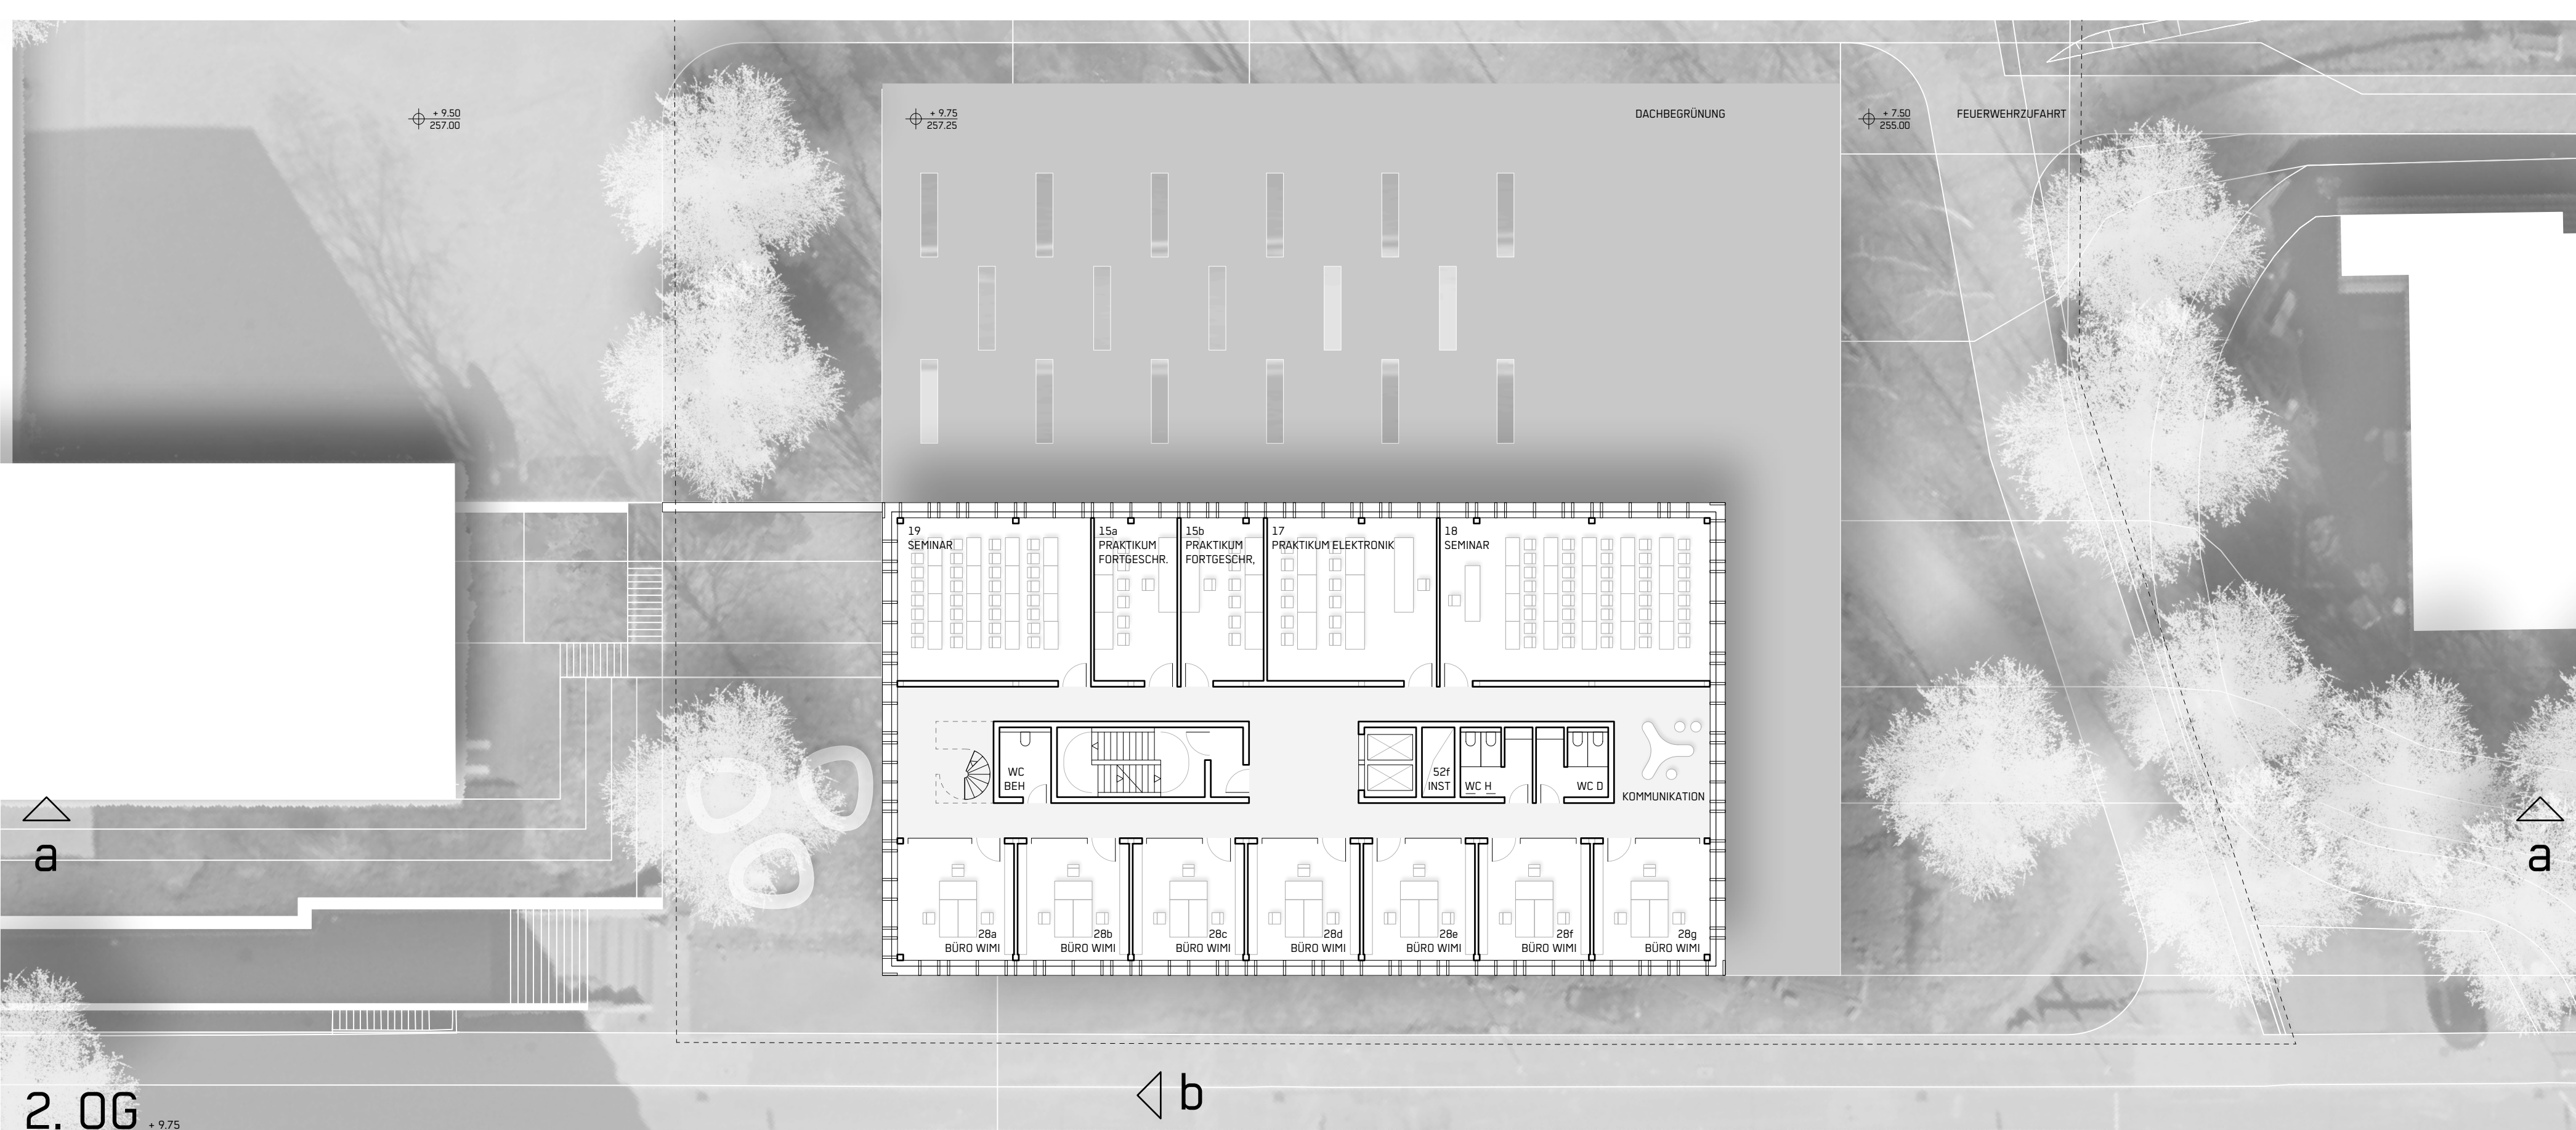 + 9.50
257.00
+ 9.75
257.25
DACHBEGRÜNUNG
+ 7.50
255.00
FEUERWEHRZUFAHRT
19
SEMINAR
15a
PRAKTIKUM
FORTGESCHR.
15b
PRAKTIKUM
FORTGESCHR,
17
PRAKTIKUM ELEKTRONIK
18
SEMINAR
WC
BEH
52f
INST
WC H
WC D
KOMMUNIKATION
a
a
28a
BÜRO WIMI
28b
BÜRO WIMI
28c
BÜRO WIMI
28d
BÜRO WIMI
28e
BÜRO WIMI
28f
BÜRO WIMI
28g
BÜRO WIMI
b
2. OG + 9.75